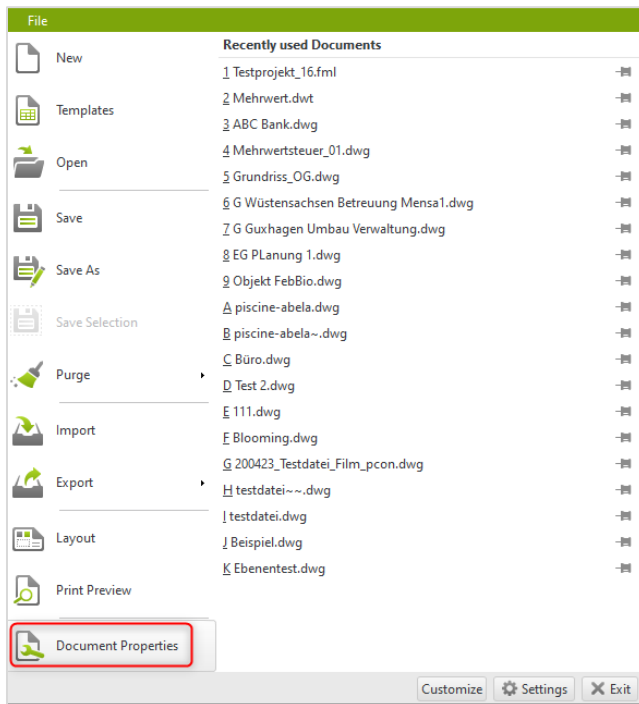 File
New
Templates
Open
Save
Save As
Save Selection
Purge
Import
Export
Layout
Print Preview
Document Properties
Recently used Documents
1 Testprojekt_16.fml
2 Mehrwert.dwt
3 ABC Bank.dwg
4 Mehrwertsteuer_01.dwg
5 Grundriss_OG.dwg
6 G Wüstensachsen Betreuung Mensa1.dwg
7 G Guxhagen Umbau Verwaltung.dwg
8 EG PLanung 1.dwg
9 Objekt FebBio.dwg
A piscine-abela.dwg
B piscine-abela~.dwg
C Büro.dwg
D Test 2.dwg
E 111.dwg
F Blooming.dwg
G 200423_Testdatei_Film_pcon.dwg
H testdatei~~.dwg
I testdatei.dwg
J Beispiel.dwg
K Ebenentest.dwg
Customize Settings Exit